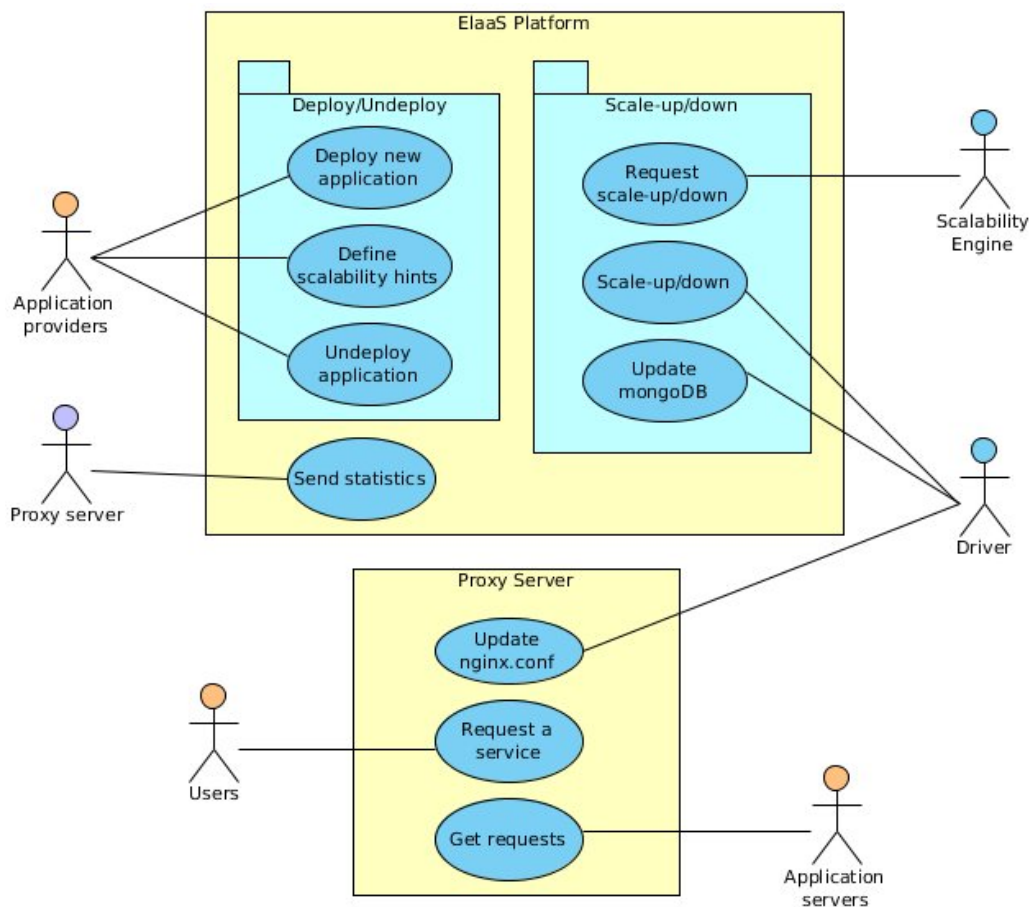 ElaaS Platform
Deploy/Undeploy
Scale-up/down
Deploy new
application
Request
scale-up/down
Scalability
Engine
Define
scalability hints
Scale-up/down
Application
providers
Undeploy
application
Update
mongoDB
Send statistics
Proxy server
Driver
Proxy Server
Update
nginx.conf
Request a
service
Users
Get requests
Application
servers